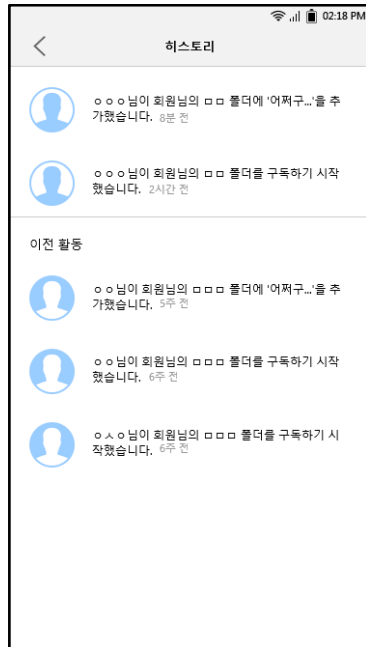 02:18 PM
히스토리
ㅇㅇㅇ님이 회원님의 ㅁㅁ 폴더에 '어쩌구...'을 추
가했습니다. 8분 전
ㅇㅇㅇ님이 회원님의 ㅁㅁ 폴더를 구독하기 시작
했습니다. 2시간 전
이전 활동
ㅇㅇ님이 회원님의 ㅁㅁㅁ 폴더에 '어쩌구...'을 추
가했습니다. 5주 전
ㅇㅇ님이 회원님의 ㅁㅁㅁ 폴더를 구독하기 시작
했습니다. 6주 전
ㅇㅅㅇ님이 회원님의 ㅁㅁㅁ 폴더를 구독하기 시
작했습니다. 6주 전